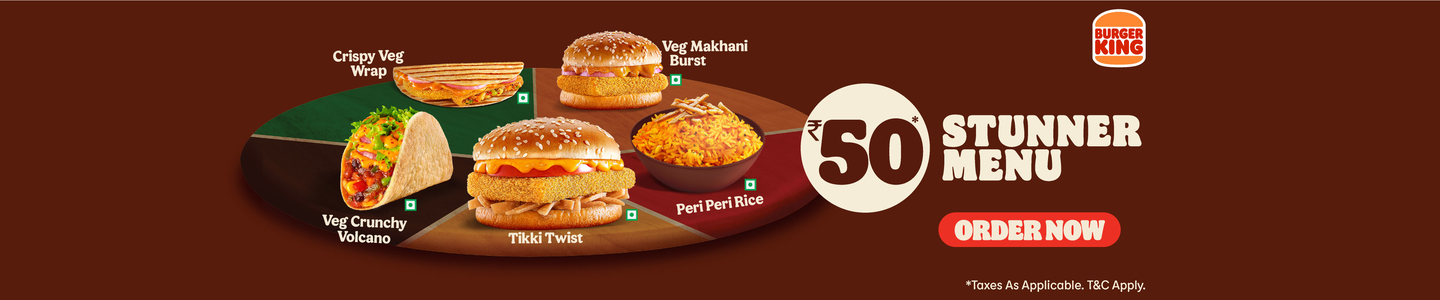 BURGER
KING
Crispy Veg
Wrap
Veg Makhani
Burst
₹50*
STUNNER
MENU
Peri Peri Rice
Veg Crunchy
Volcano
Tikki Twist
ORDER NOW
*Taxes As Applicable. T&C Apply.